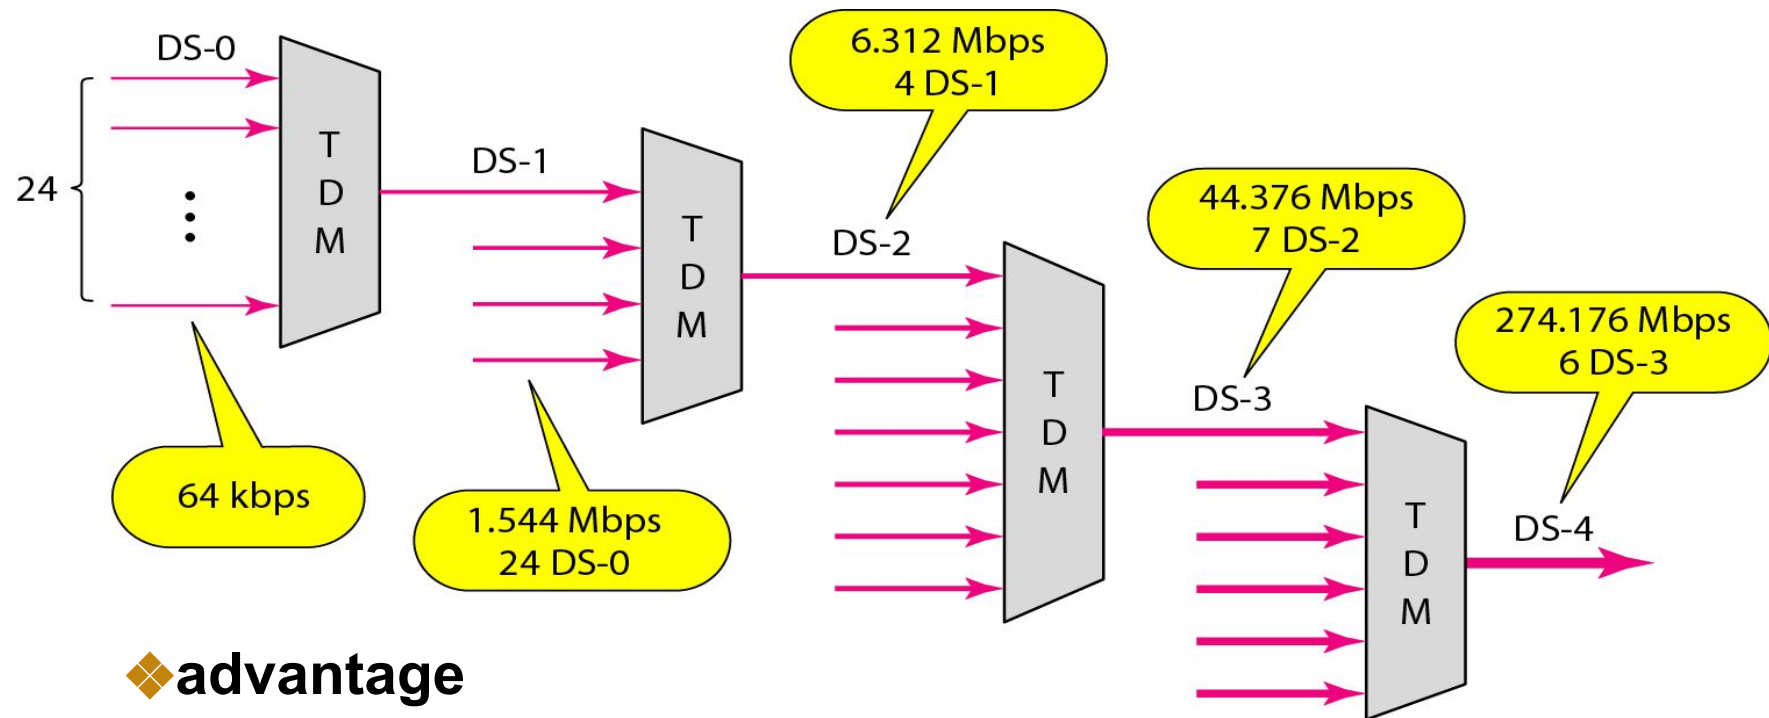 DS-0
24
T
D
M
64 kbps
DS-1
1.544 Mbps
24 DS-0
T
D
M
6.312 Mbps
4 DS-1
DS-2
T
D
M
44.376 Mbps
7 DS-2
DS-3
T
D
M
274.176 Mbps
6 DS-3
DS-4
advantage